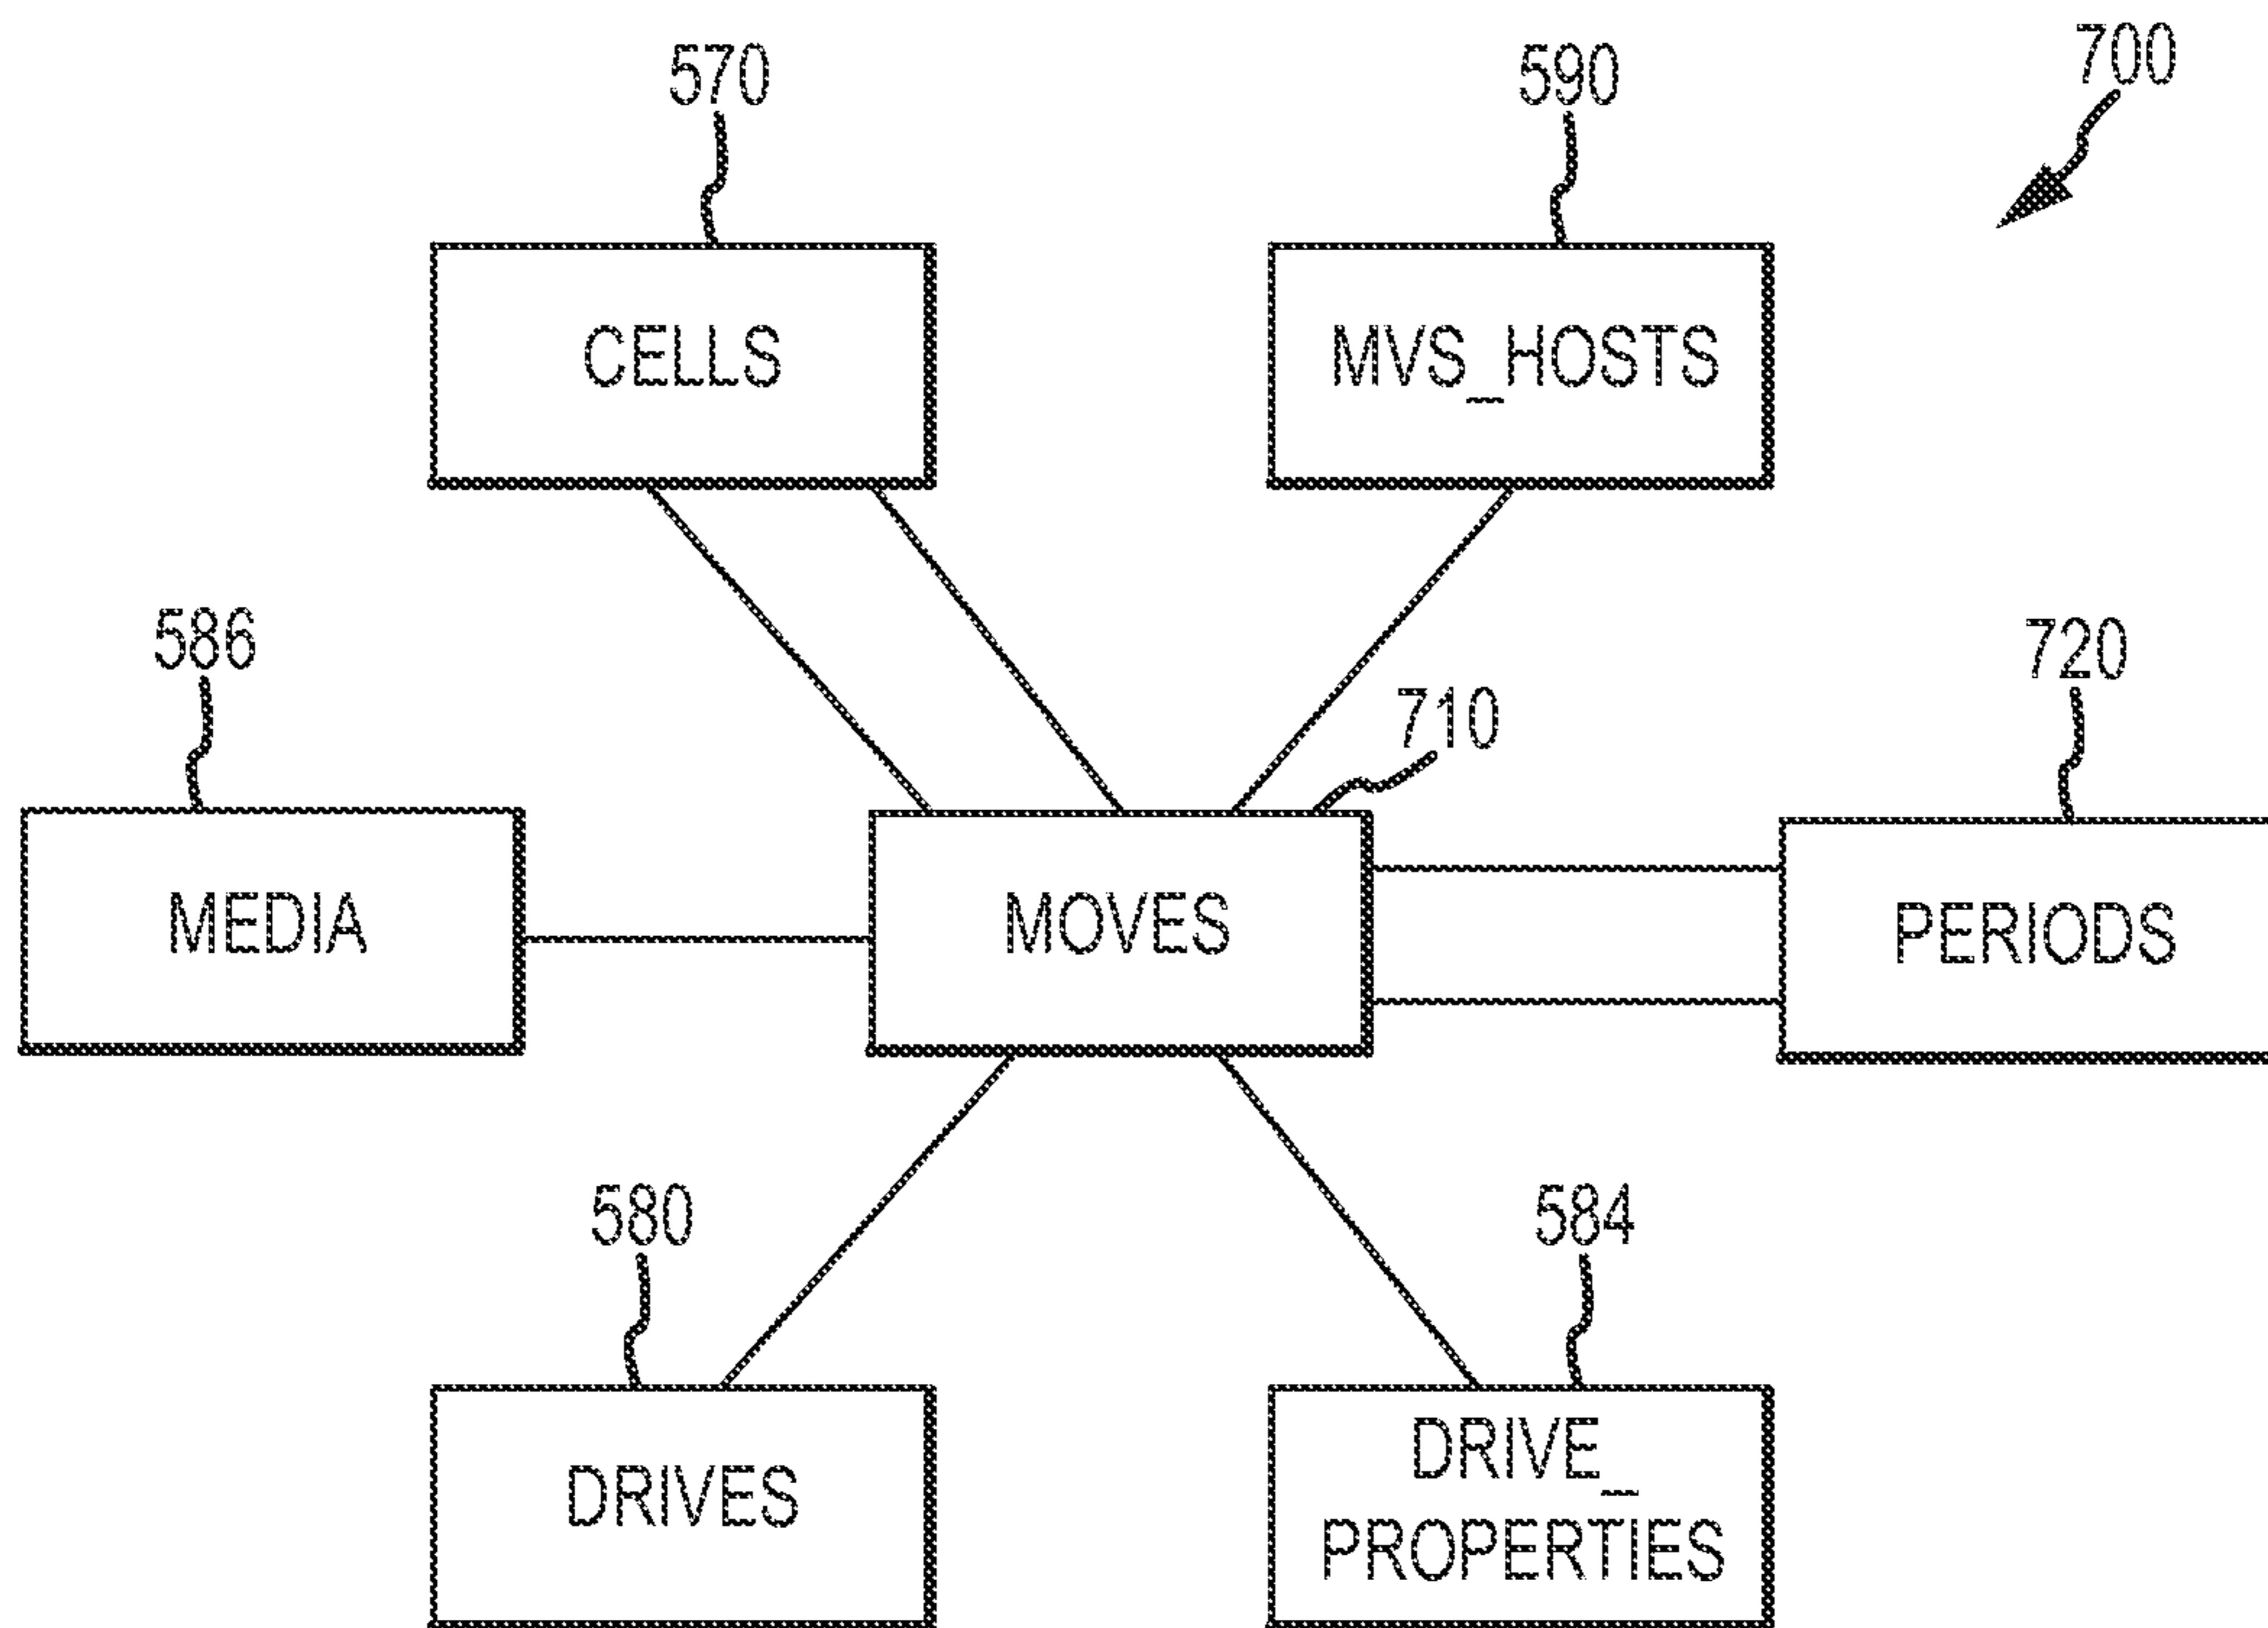 570
590
700
CELLS
MVS_HOSTS
586
710
720
MEDIA
MOVES
PERIODS
580
584
DRIVES
DRIVE_
PROPERTIES